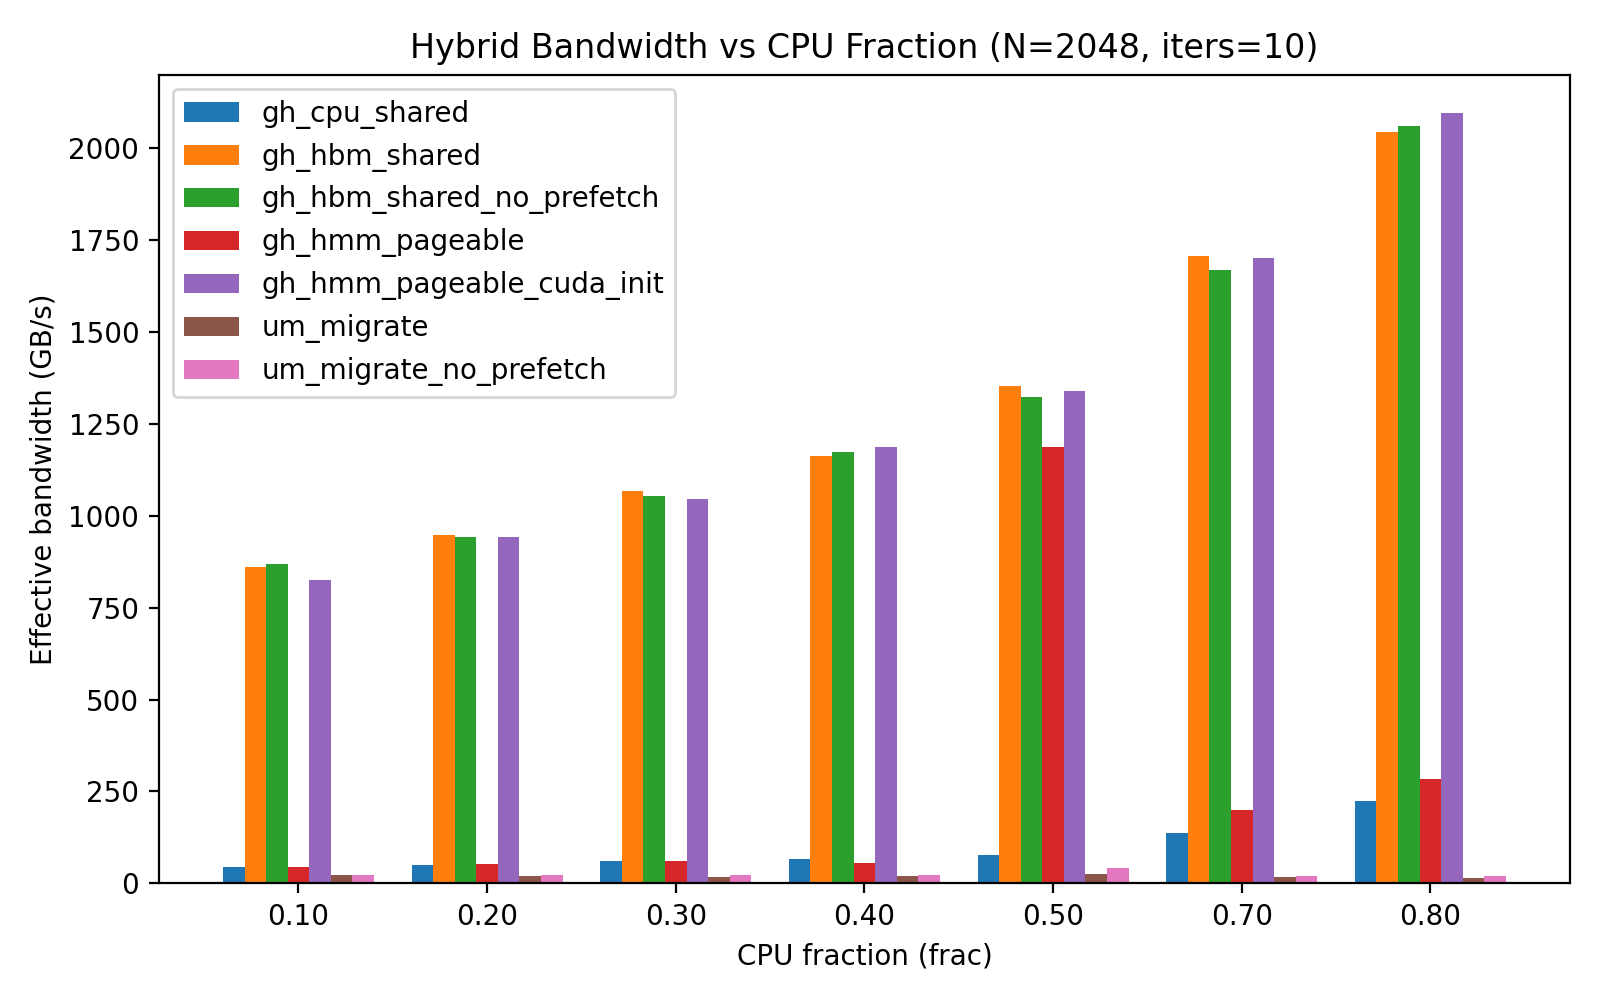 Hybrid Bandwidth vs CPU Fraction (N=2048, iters=10)
gh_cpu_shared
gh_hbm_shared
gh_hbm_shared_no_prefetch
gh_hmm_pageable
gh_hmm_pageable_cuda_init
um_migrate
um_migrate_no_prefetch
Effective bandwidth (GB/s)
2000
1750
1500
1250
1000
750
500
250
0
0.10 0.20 0.30 0.40 0.50 0.70 0.80
CPU fraction (frac)